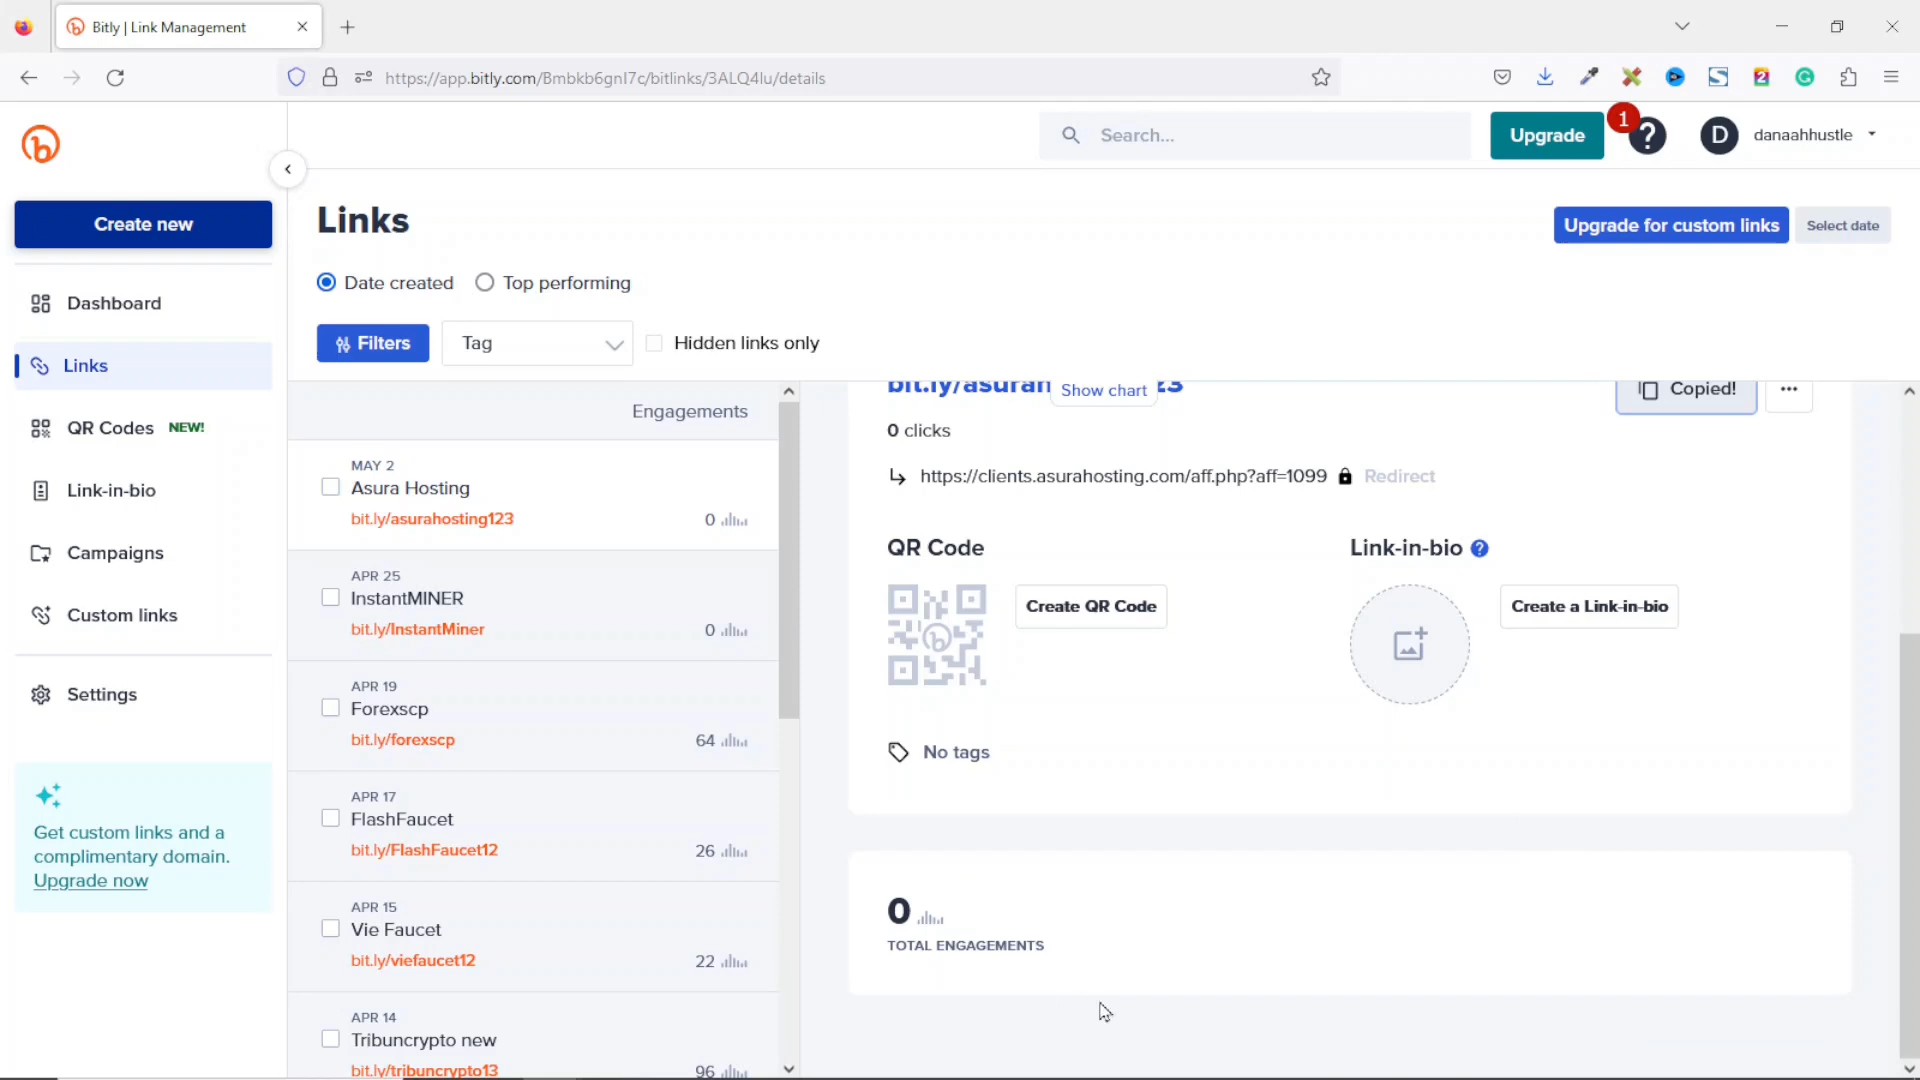 Bitly | Link Management
https://app.bitly.com/Bmbkb6gnI7c/bitlinks/3ALQ4lu/details
Search...
Upgrade
1
?
D
danaahhustle
Create new
Dashboard
Links
QR Codes NEW!
Link-in-bio
Campaigns
Custom links
Settings
Get custom links and a
complimentary domain.
Upgrade now
Links
Upgrade for custom links
Select date
Date created
Top performing
Filters
Tag
Hidden links only
Engagements
MAY 2
Asura Hosting
bit.ly/asurahosting123 0
APR 25
InstantMINER
bit.ly/InstantMiner 0
APR 19
Forexscp
bit.ly/forexscp 64
APR 17
FlashFaucet
bit.ly/FlashFaucet12 26
APR 15
Vie Faucet
bit.ly/viefaucet12 22
APR 14
Tribuncrypto new
bit.ly/tribuncrypto13 96
Show chart
Copied!
0 clicks
https://clients.asurahosting.com/aff.php?aff=1099 Redirect
QR Code
Create QR Code
Link-in-bio ?
Create a Link-in-bio
No tags
0
TOTAL ENGAGEMENTS